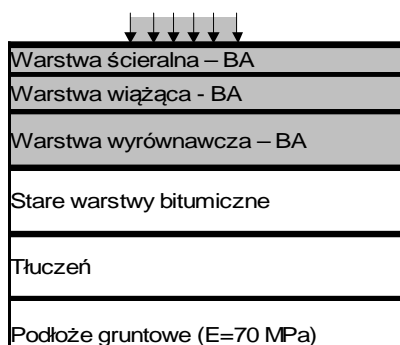 Warstwa ścieralna – BA
Warstwa wiążąca - BA
Warstwa wyrównawcza – BA
Stare warstwy bitumiczne
Tłuczeń
Podłoże gruntowe (E=70 MPa)